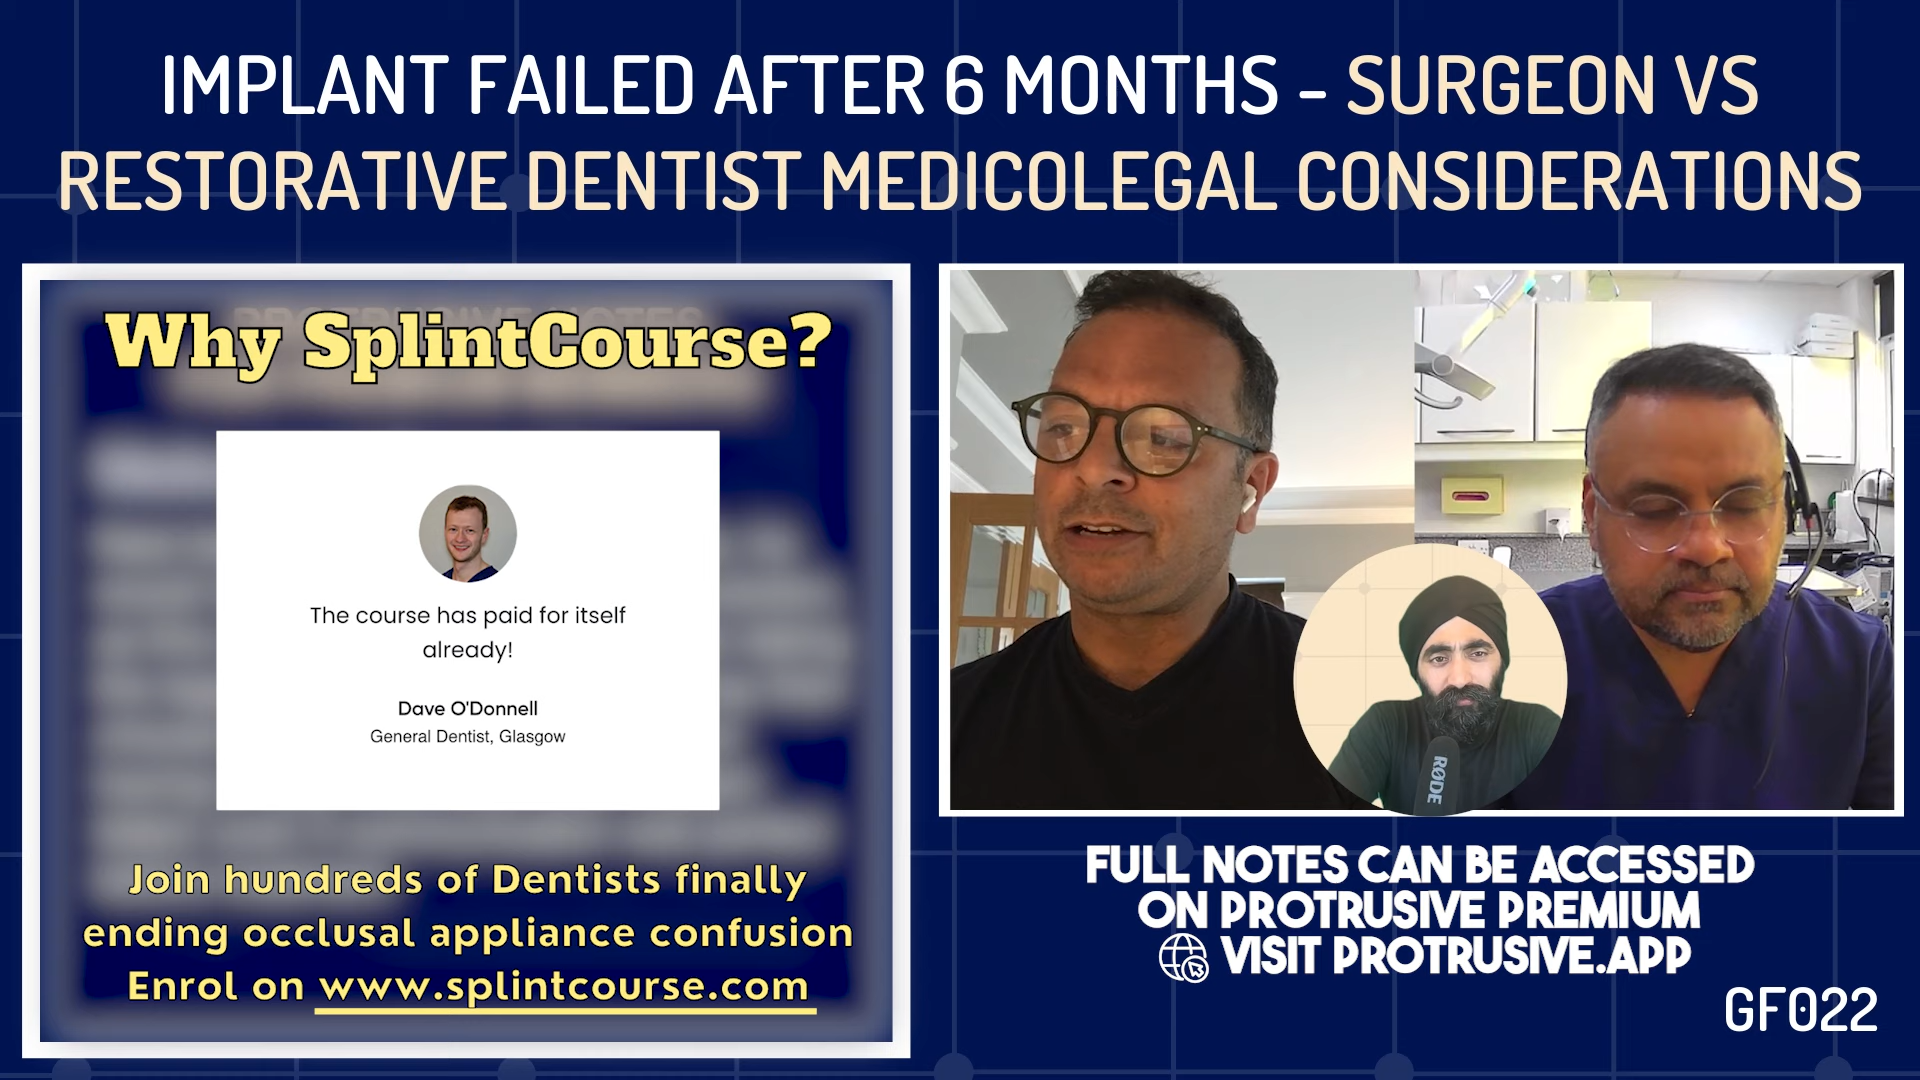 IMPLANT FAILED AFTER 6 MONTHS – SURGEON VS
RESTORATIVE DENTIST MEDICOLEGAL CONSIDERATIONS
Why SplintCourse?
The course has paid for itself
already!
Dave O'Donnell
General Dentist, Glasgow
Join hundreds of Dentists finally
ending occlusal appliance confusion
Enrol on www.splintcourse.com
RØDE
FULL NOTES CAN BE ACCESSED
ON PROTRUSIVE PREMIUM
VISIT PROTRUSIVE.APP
GF022